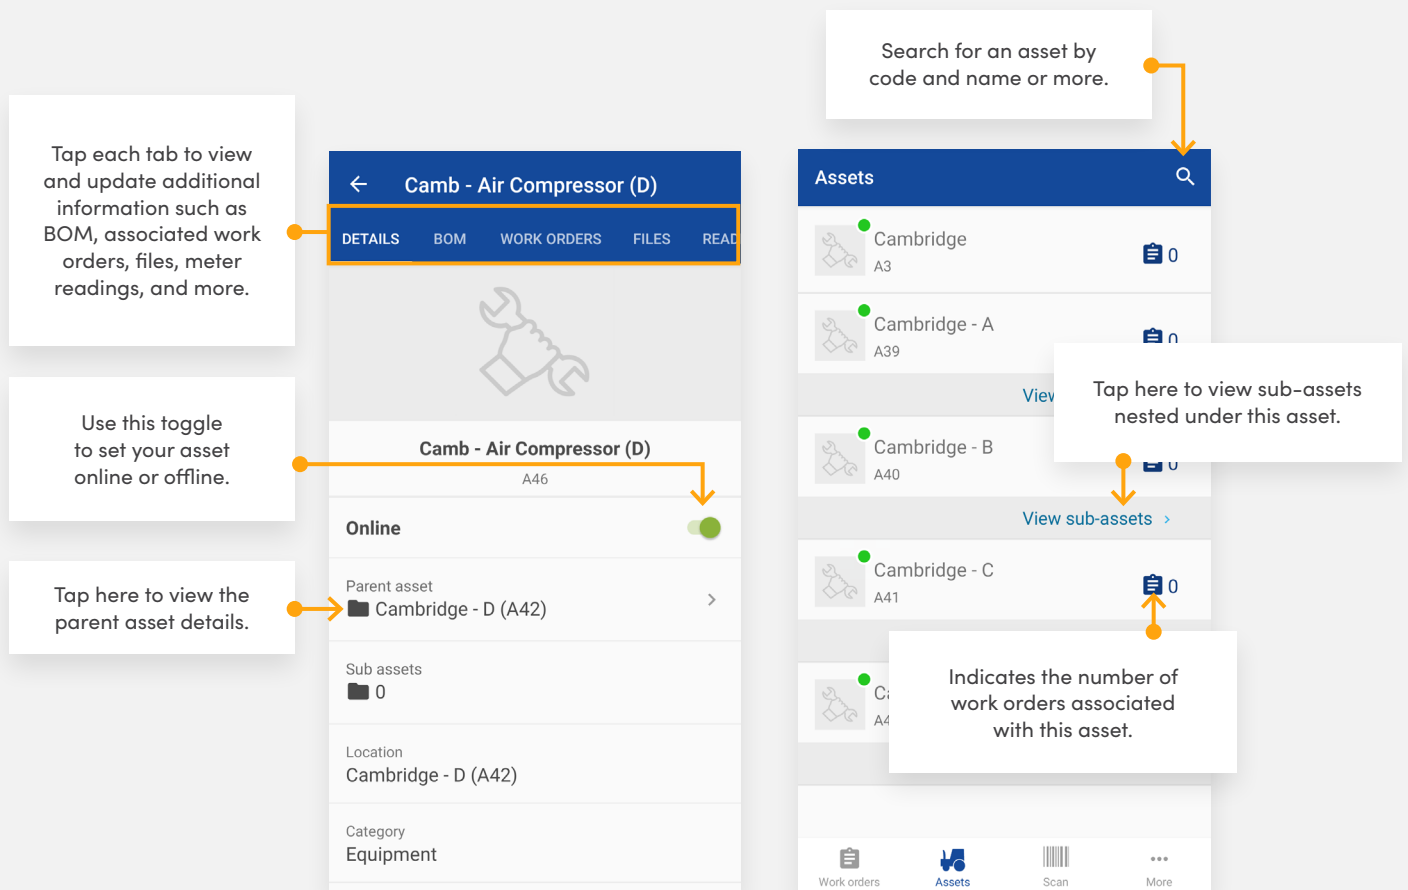 Search for an asset by
code and name or more.
Tap each tab to view
and update additional
information such as
BOM, associated work
orders, files, meter
readings, and more.
Use this toggle
to set your asset
online or offline.
Tap here to view the
parent asset details.
Camb - Air Compressor (D)
DETAILS BOM WORK ORDERS FILES READ
Camb - Air Compressor (D)
A46
Online
Parent asset
Cambridge - D (A42)
Sub assets
0
Location
Cambridge - D (A42)
Category
Equipment
Assets
Cambridge
A3
0
Cambridge - A
A39
0
View
Tap here to view sub-assets
nested under this asset.
Cambridge - B
A40
0
View sub-assets
Cambridge - C
A41
0
Indicates the number of
work orders associated
with this asset.
Work orders
Assets
Scan
More